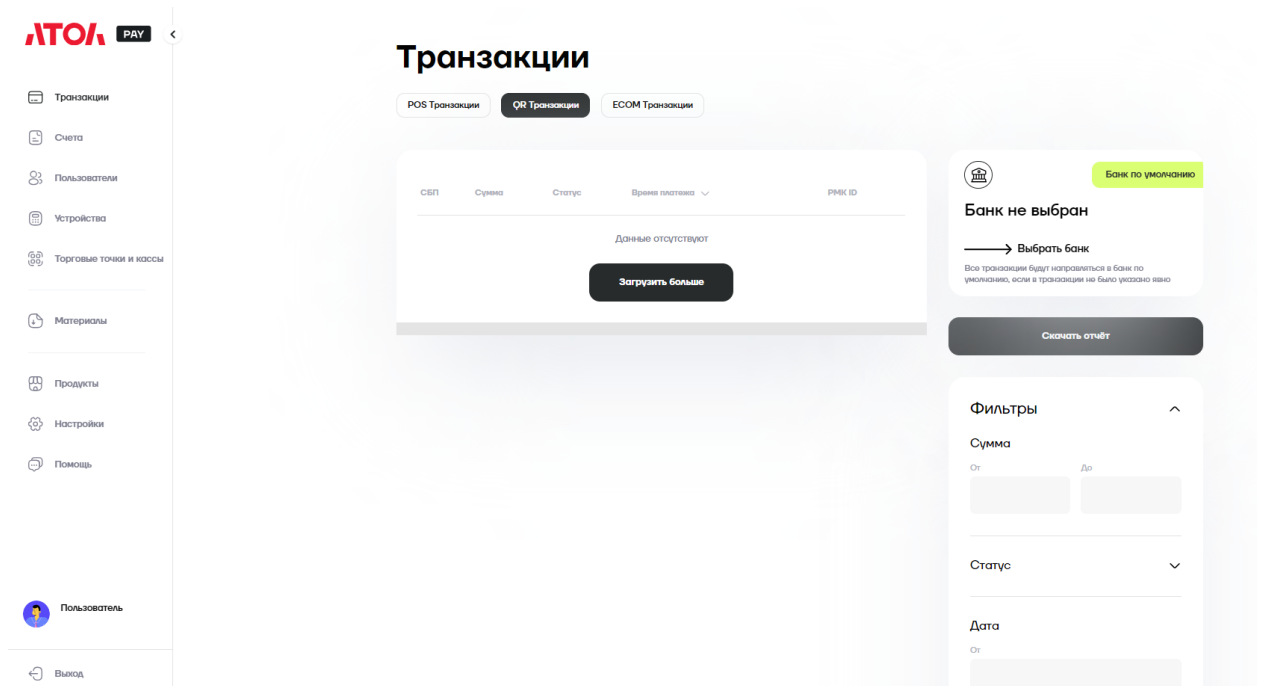 АТОЛ PAY
Транзакции
Счета
Пользователи
Устройства
Торговые точки и кассы
Материалы
Продукты
Настройки
Помощь
Пользователь
Выход
Транзакции
POS Транзакции
QR Транзакции
ECOM Транзакции
СБП Сумма Статус Время платежа РМК ID
Данные отсутствуют
Загрузить больше
Банк по умолчанию
Банк не выбран
Выбрать банк
Все транзакции будут направляться в банк по
умолчанию, если в транзакции не было указано явно
Скачать отчёт
Фильтры
Сумма
От До
Статус
Дата
От